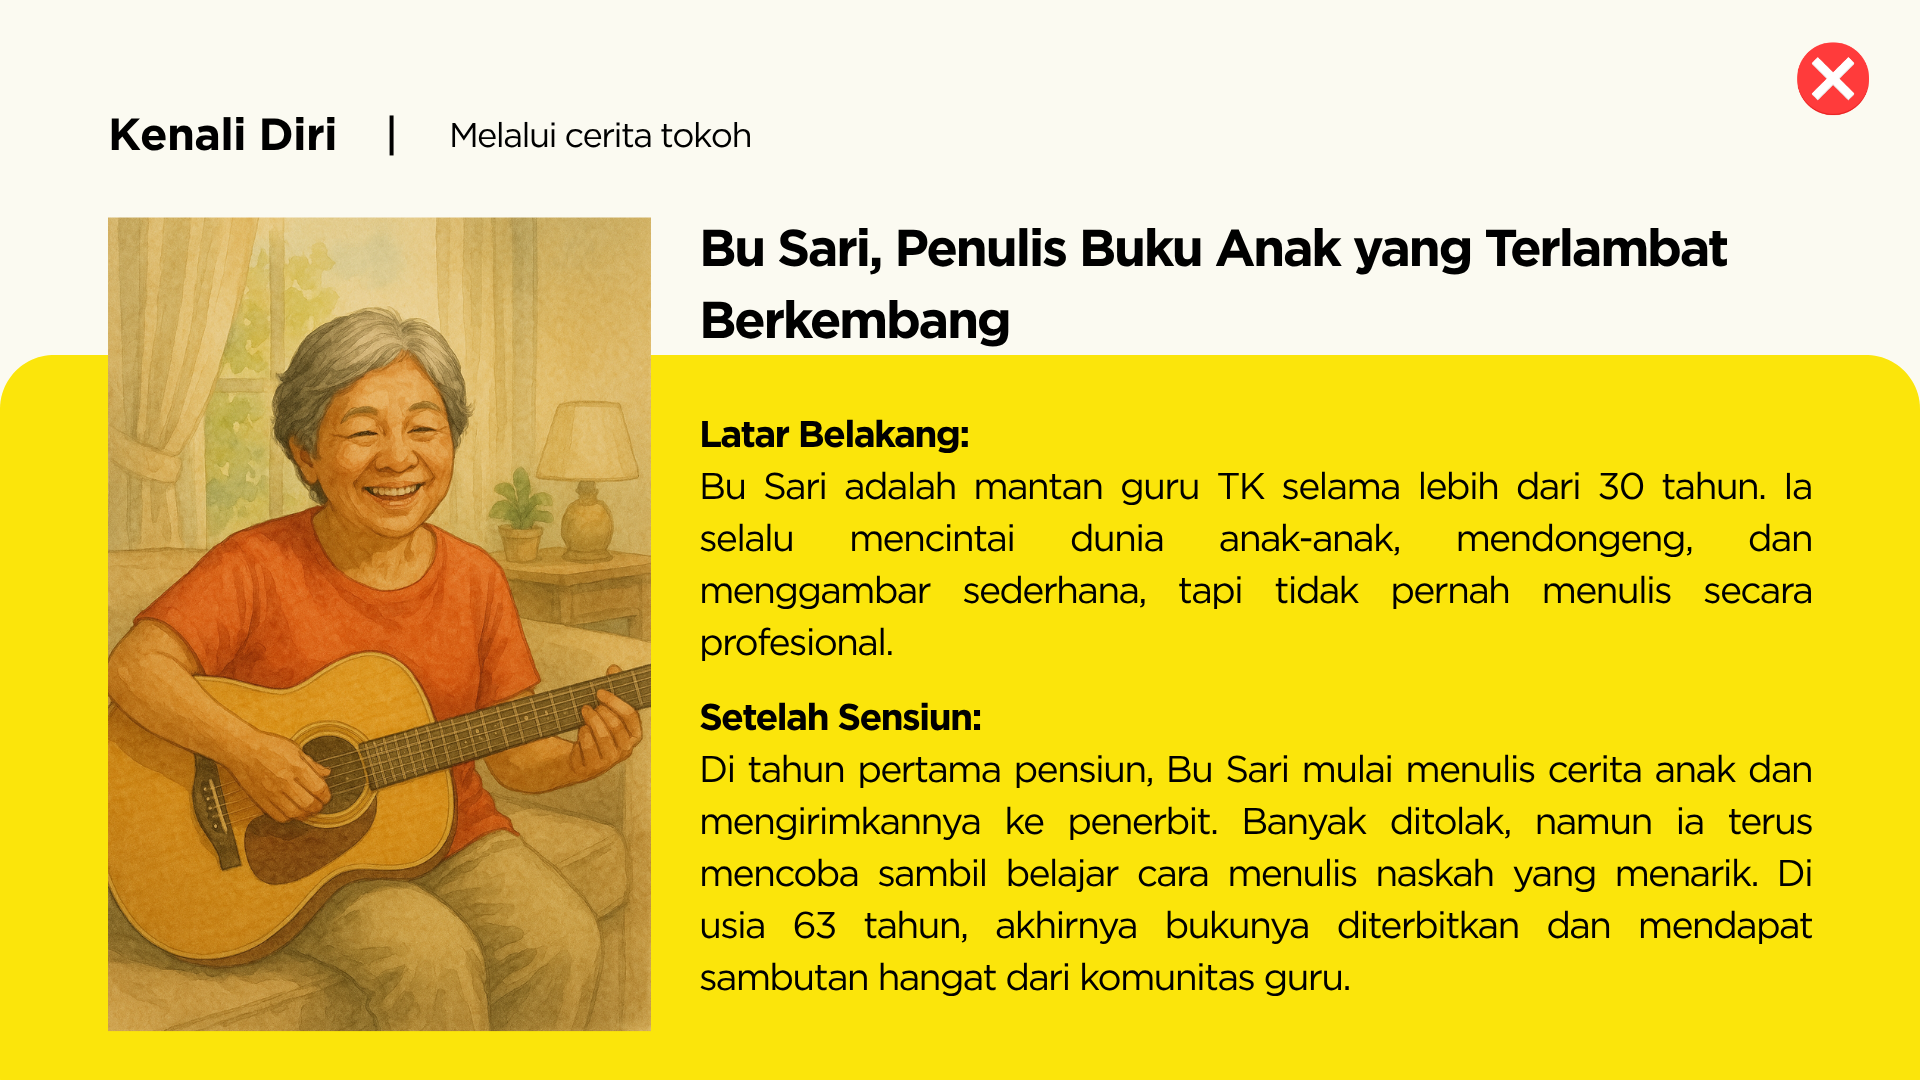 Kenali Diri | Melalui cerita tokoh
Bu Sari, Penulis Buku Anak yang Terlambat
Berkembang
Latar Belakang:
Bu Sari adalah mantan guru TK selama lebih dari 30 tahun. Ia
selalu mencintai dunia anak-anak, mendongeng, dan
menggambar sederhana, tapi tidak pernah menulis secara
profesional.
Setelah Sensiun:
Di tahun pertama pensiun, Bu Sari mulai menulis cerita anak dan
mengirimkannya ke penerbit. Banyak ditolak, namun ia terus
mencoba sambil belajar cara menulis naskah yang menarik. Di
usia 63 tahun, akhirnya bukunya diterbitkan dan mendapat
sambutan hangat dari komunitas guru.